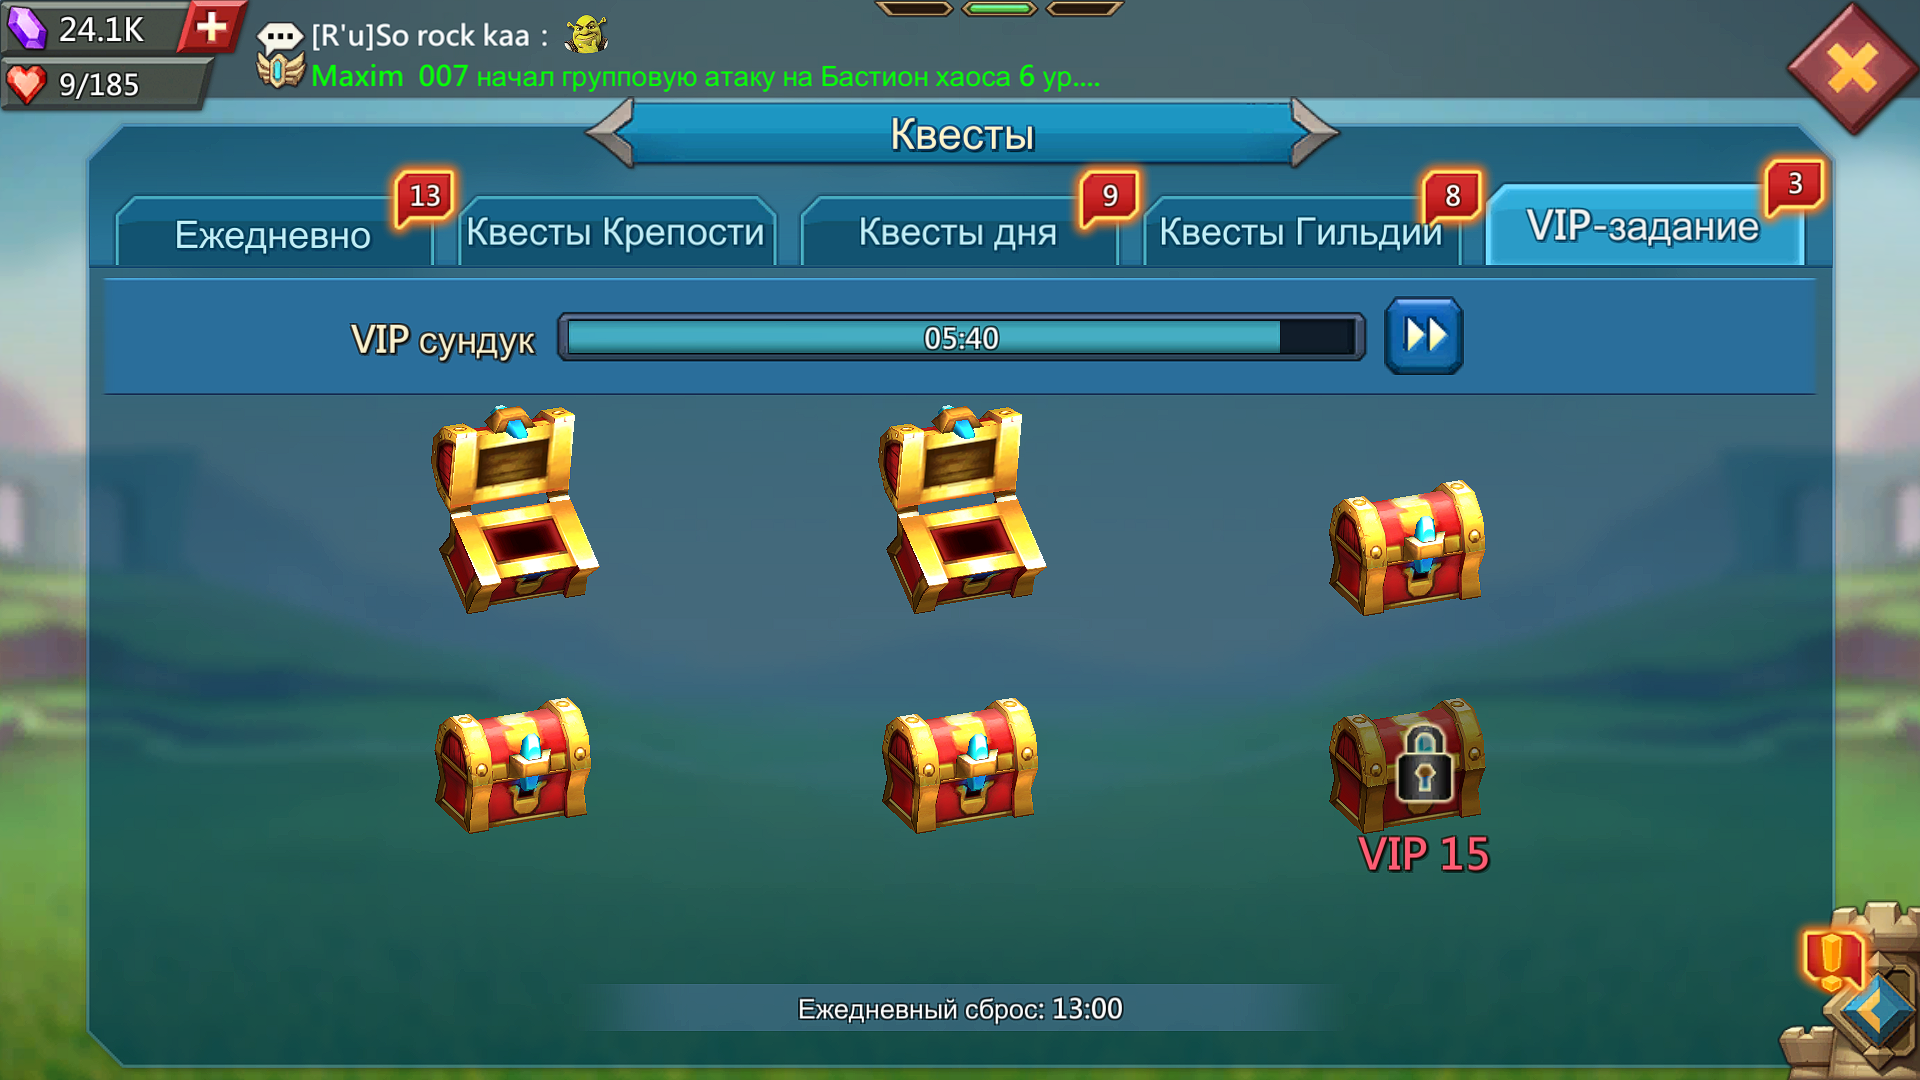 24.1K
[R'u]So rock kaa :
9/185
Maxim 007 начал групповую атаку на Бастион хаоса 6 ур....
Квесты
13
9
8
3
Ежедневно
Квесты Крепости
Квесты дня
Квесты Гильдии
VIP-задание
VIP сундук
05:40
VIP 15
Ежедневный сброс: 13:00